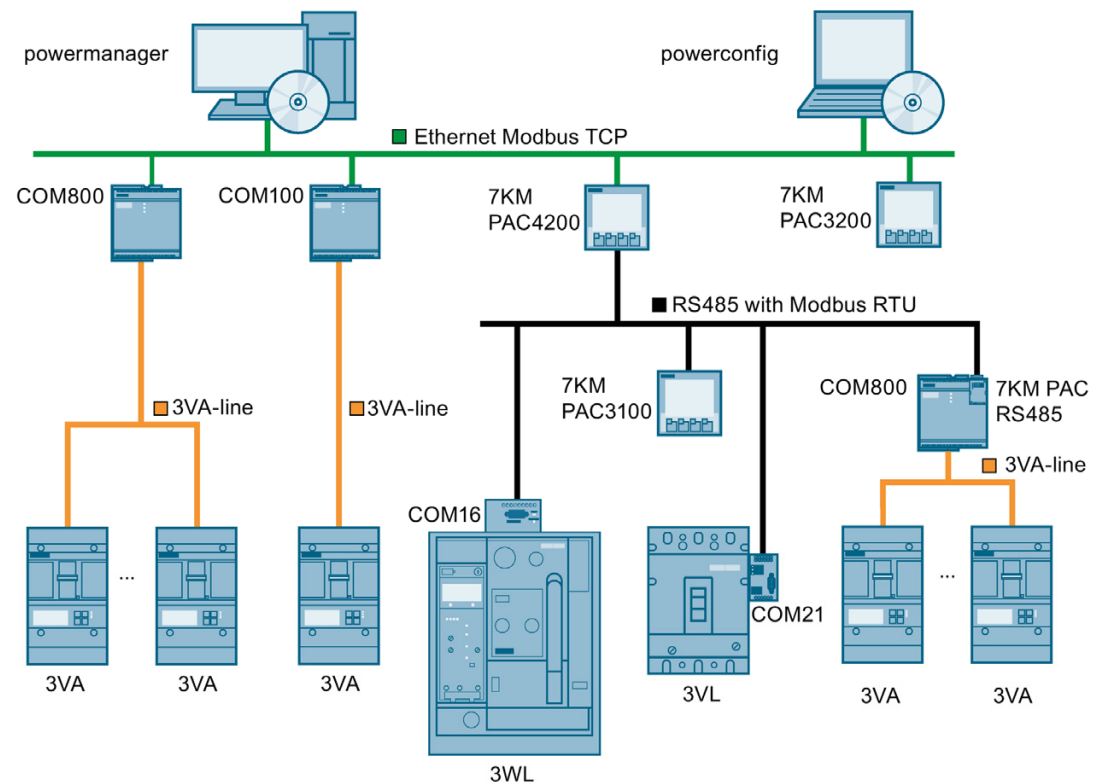 powermanager
powerconfig
Ethernet Modbus TCP
COM800
COM100
7KM
PAC4200
7KM
PAC3200
RS485 with Modbus RTU
3VA-line
3VA-line
7KM
PAC3100
COM800
7KM PAC
RS485
3VA-line
COM16
...
...
COM21
3VA
3VA
3VA
3VL
3VA
3VA
3WL